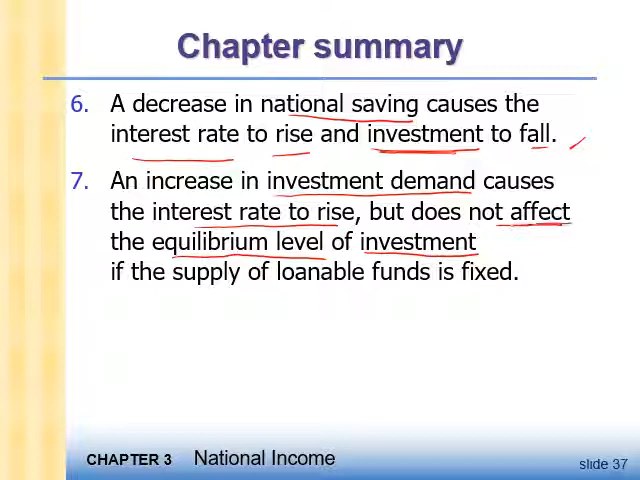 Chapter summary
6. A decrease in national saving causes the
interest rate to rise and investment to fall.
7. An increase in investment demand causes
the interest rate to rise, but does not affect
the equilibrium level of investment
if the supply of loanable funds is fixed.
CHAPTER 3 National Income
slide 37